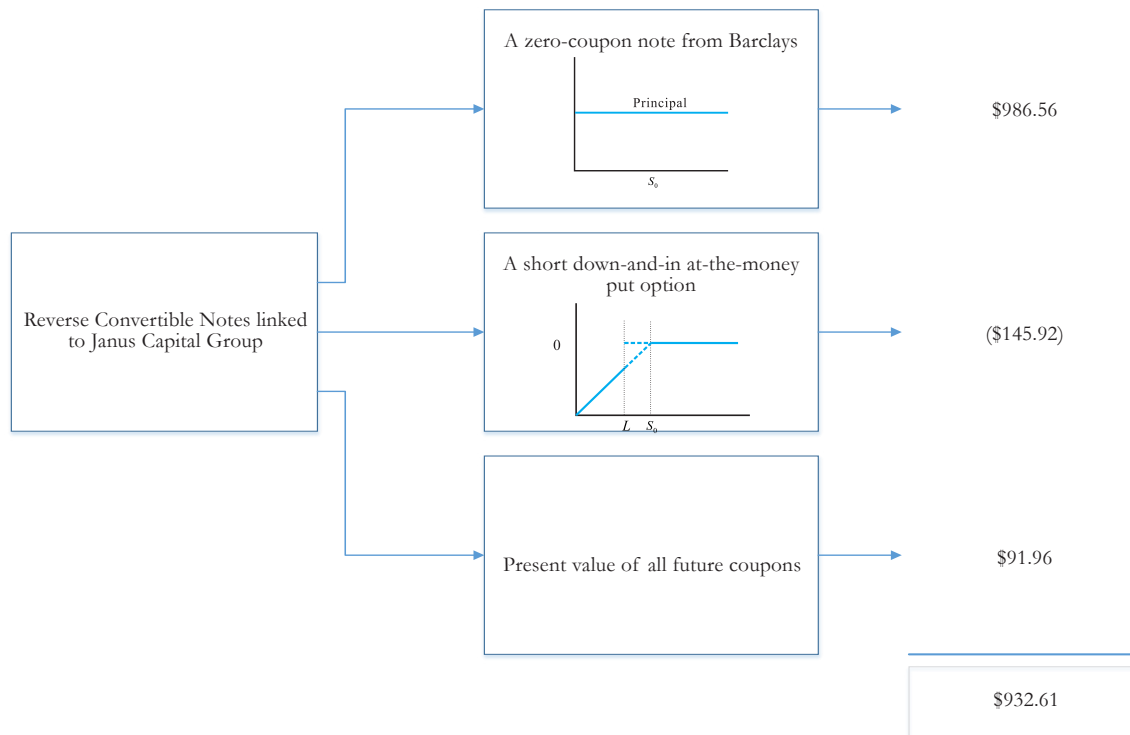 A zero-coupon note from Barclays
Principal
S₀
$986.56
Reverse Convertible Notes linked
to Janus Capital Group
A short down-and-in at-the-money
put option
0
L S₀
($145.92)
Present value of all future coupons
$91.96
$932.61